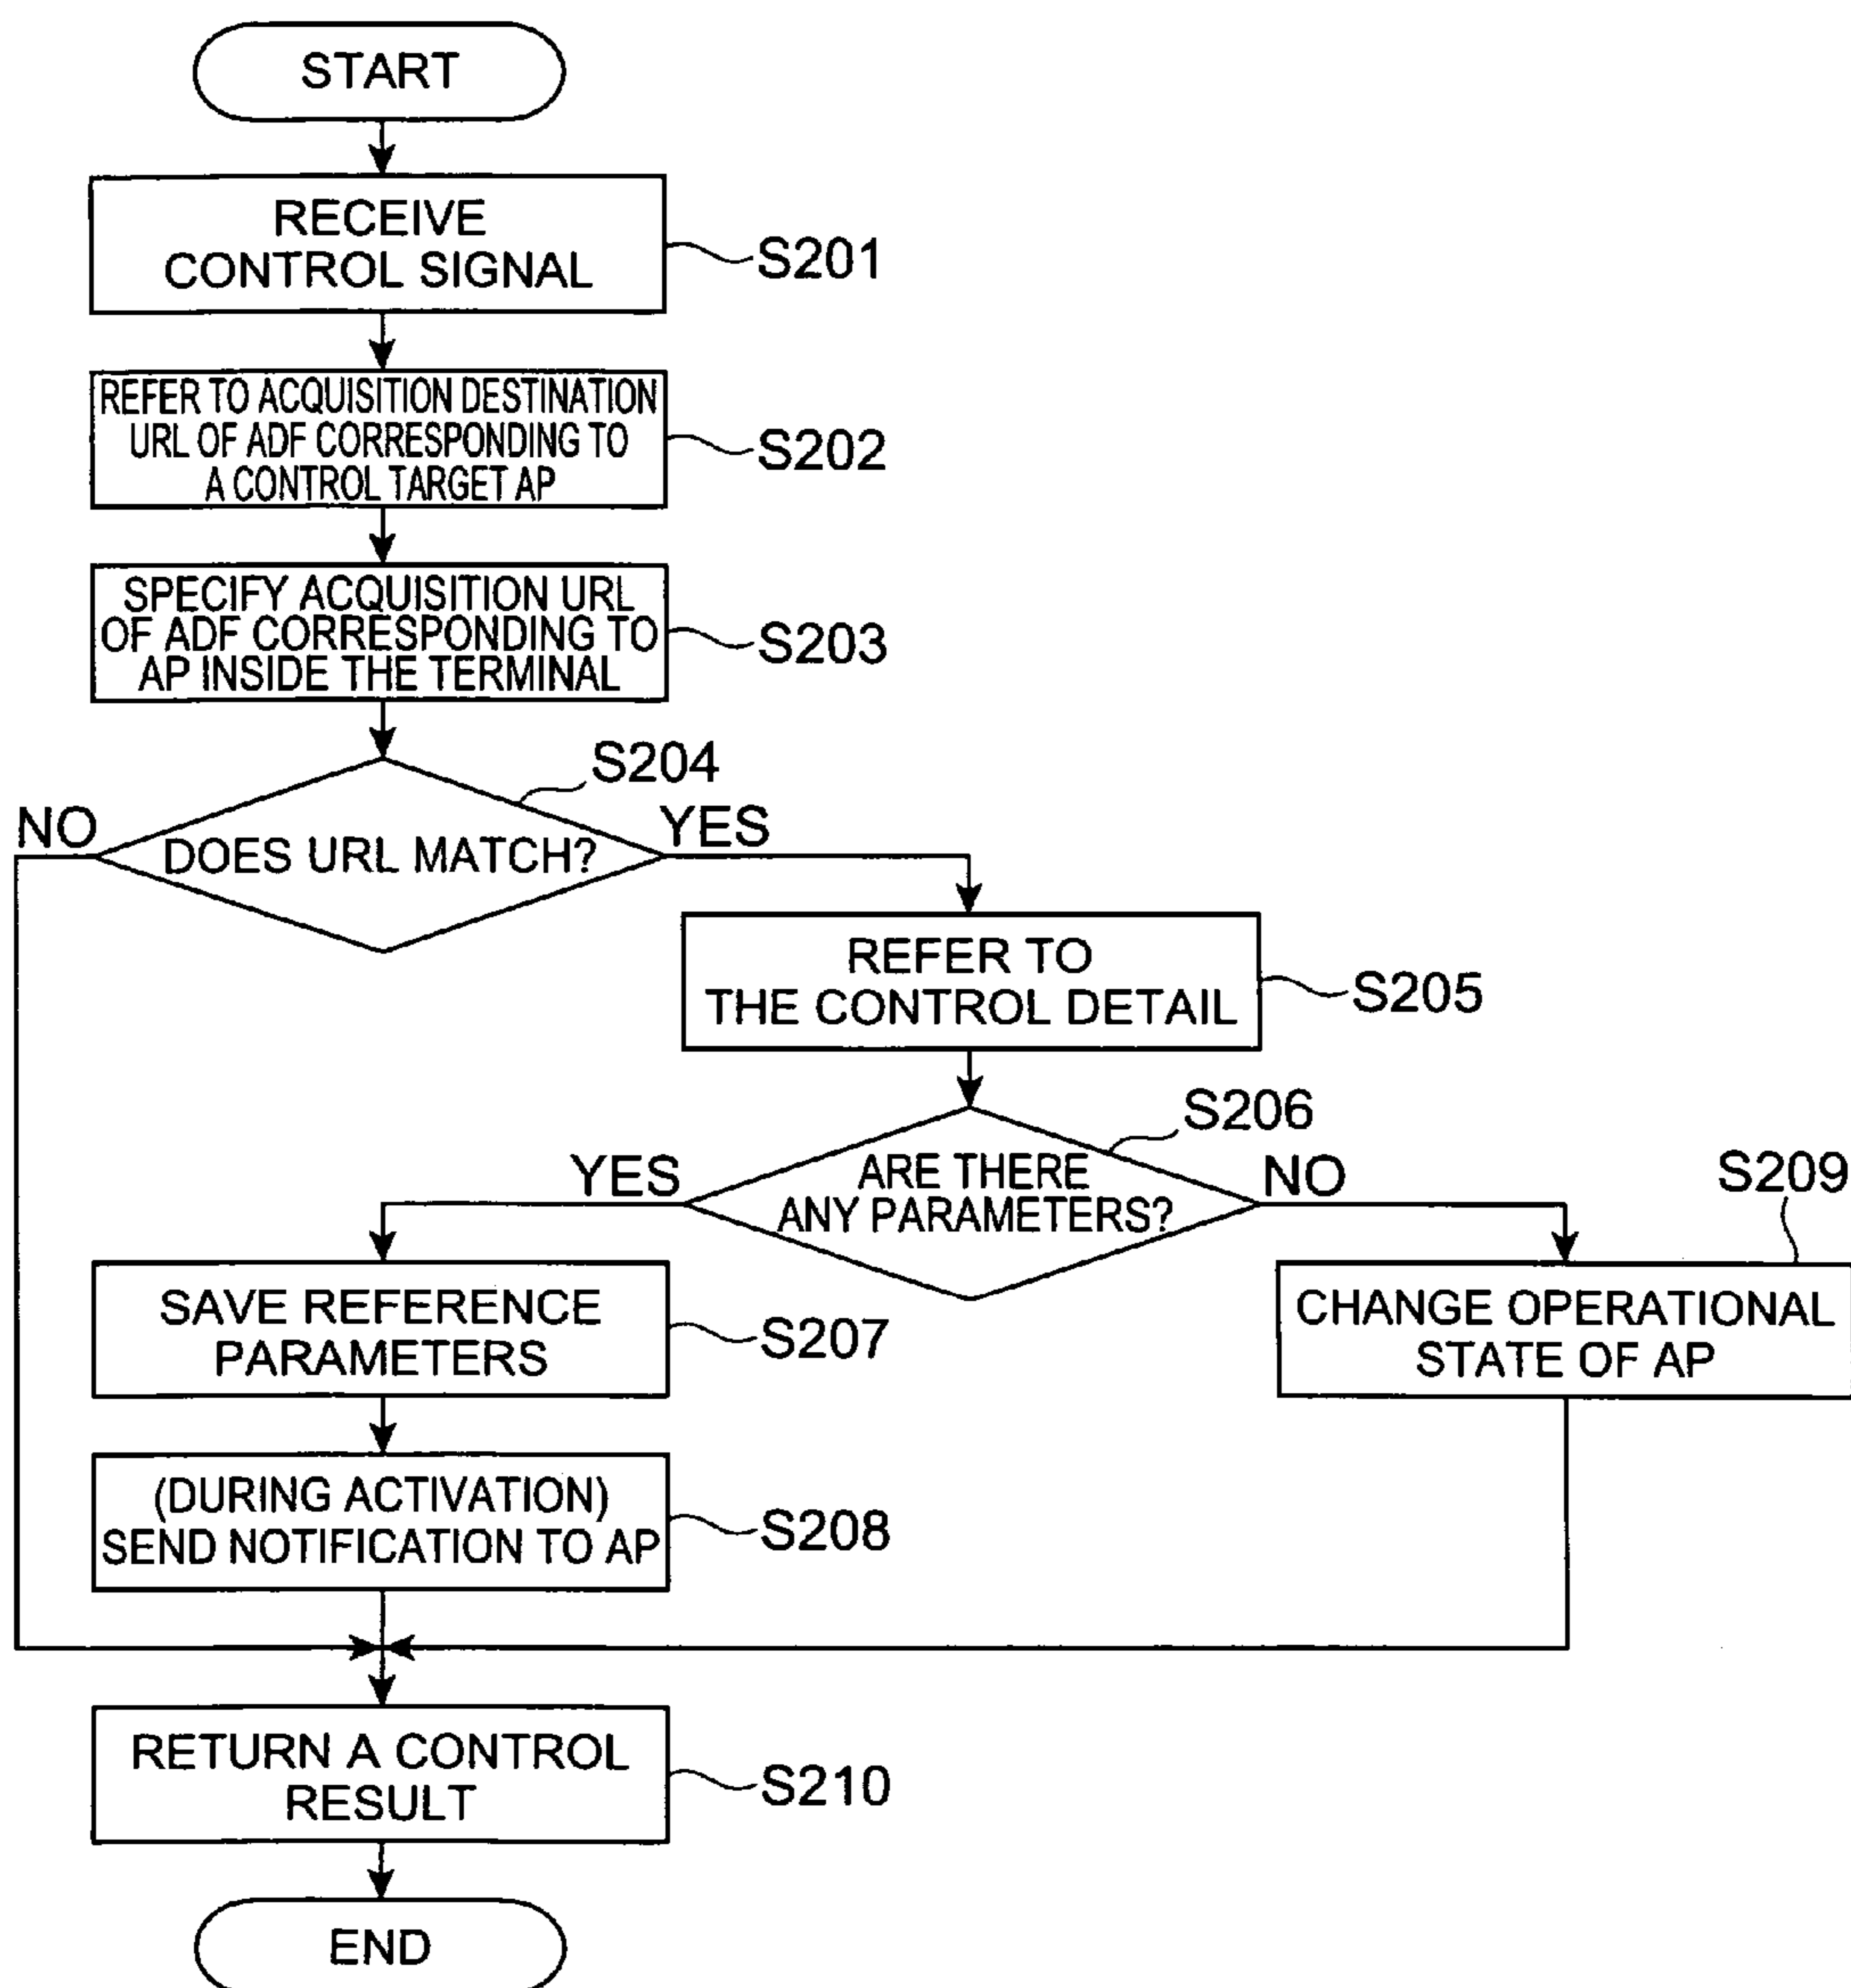 START
RECEIVE
CONTROL SIGNAL
S201
REFER TO ACQUISITION DESTINATION
URL OF ADF CORRESPONDING TO
A CONTROL TARGET AP
S202
SPECIFY ACQUISITION URL
OF ADF CORRESPONDING TO
AP INSIDE THE TERMINAL
S203
S204
NO
DOES URL MATCH?
YES
REFER TO
THE CONTROL DETAIL
S205
S206
YES
ARE THERE
ANY PARAMETERS?
NO
S209
SAVE REFERENCE
PARAMETERS
S207
CHANGE OPERATIONAL
STATE OF AP
(DURING ACTIVATION)
SEND NOTIFICATION TO AP
S208
RETURN A CONTROL
RESULT
S210
END